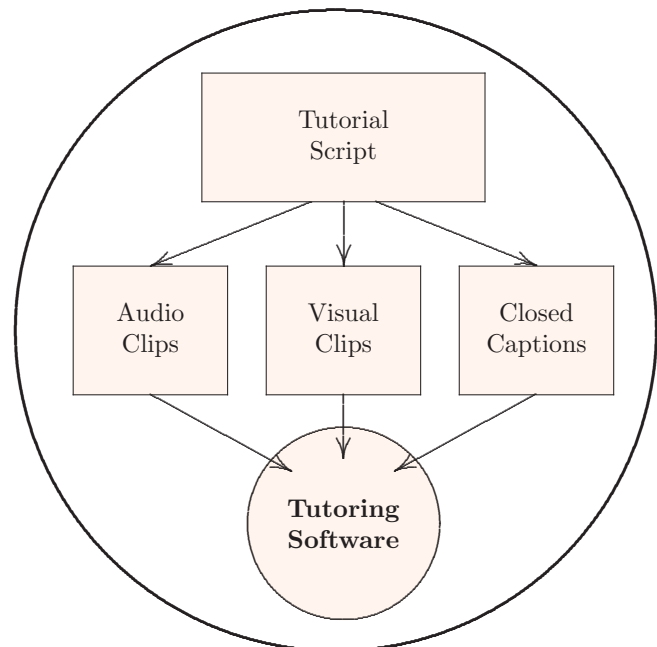 Tutorial
Script
Audio
Clips
Visual
Clips
Closed
Captions
Tutoring
Software